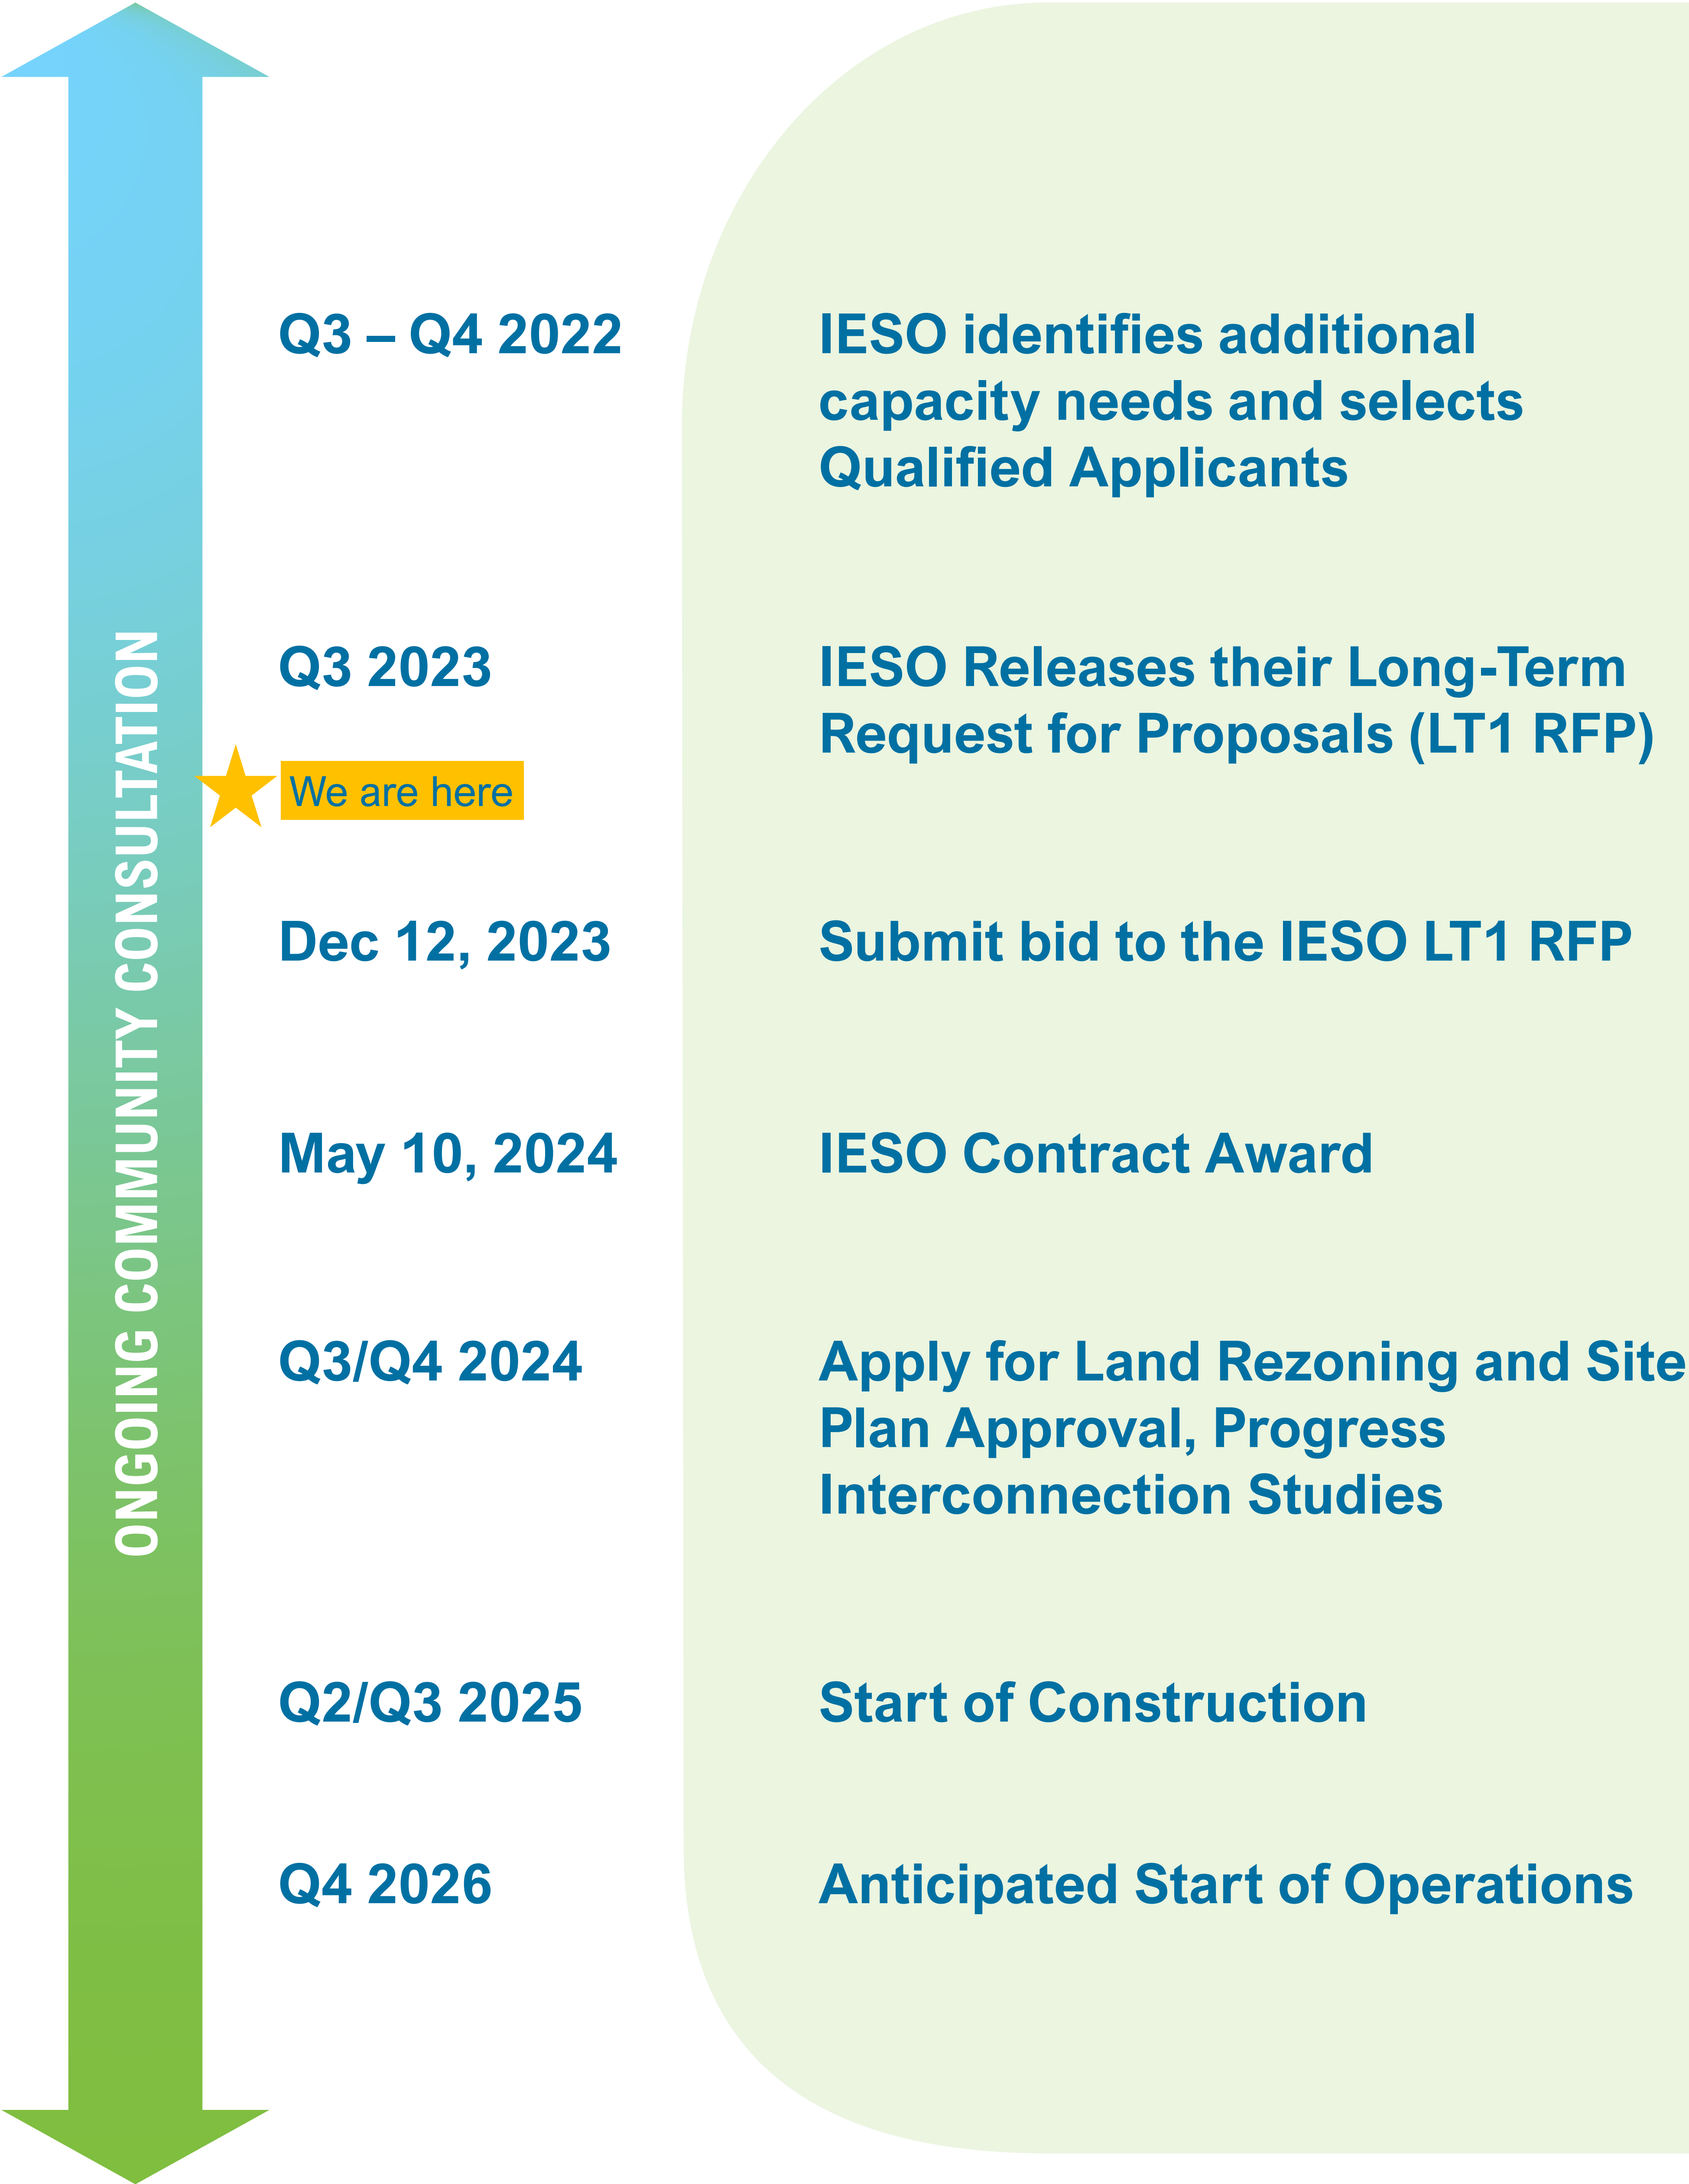 ONGOING COMMUNITY CONSULTATION
Q3 – Q4 2022
IESO identifies additional
capacity needs and selects
Qualified Applicants
Q3 2023
IESO Releases their Long-Term
Request for Proposals (LT1 RFP)
We are here
Dec 12, 2023
Submit bid to the IESO LT1 RFP
May 10, 2024
IESO Contract Award
Q3/Q4 2024
Apply for Land Rezoning and Site
Plan Approval, Progress
Interconnection Studies
Q2/Q3 2025
Start of Construction
Q4 2026
Anticipated Start of Operations